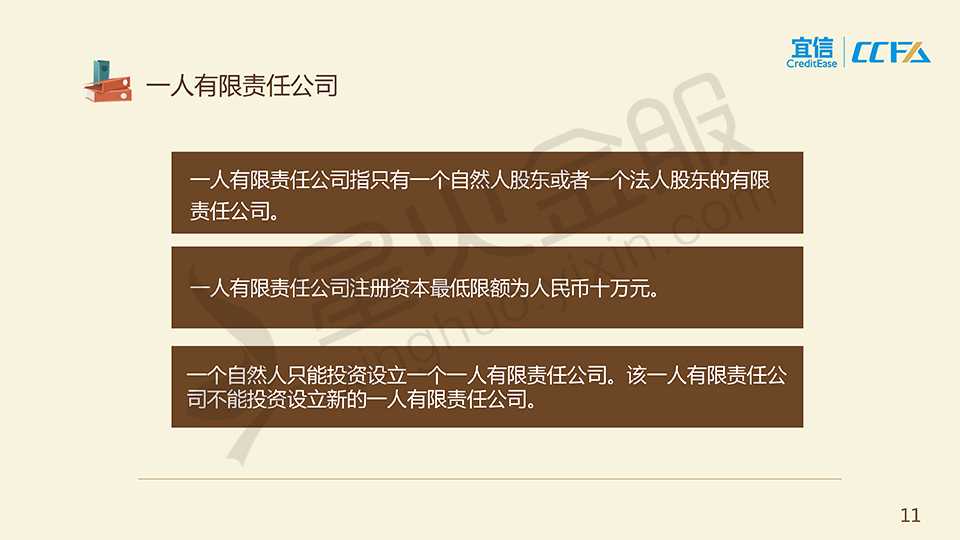 宜信
CreditEase
CCFA
一人有限责任公司
一人有限责任公司指只有一个自然人股东或者一个法人股东的有限
责任公司。
一人有限责任公司注册资本最低限额为人民币十万元。
一个自然人只能投资设立一个一人有限责任公司。该一人有限责任公
司不能投资设立新的一人有限责任公司。
星火金服
xinghuo.yixin.com
11